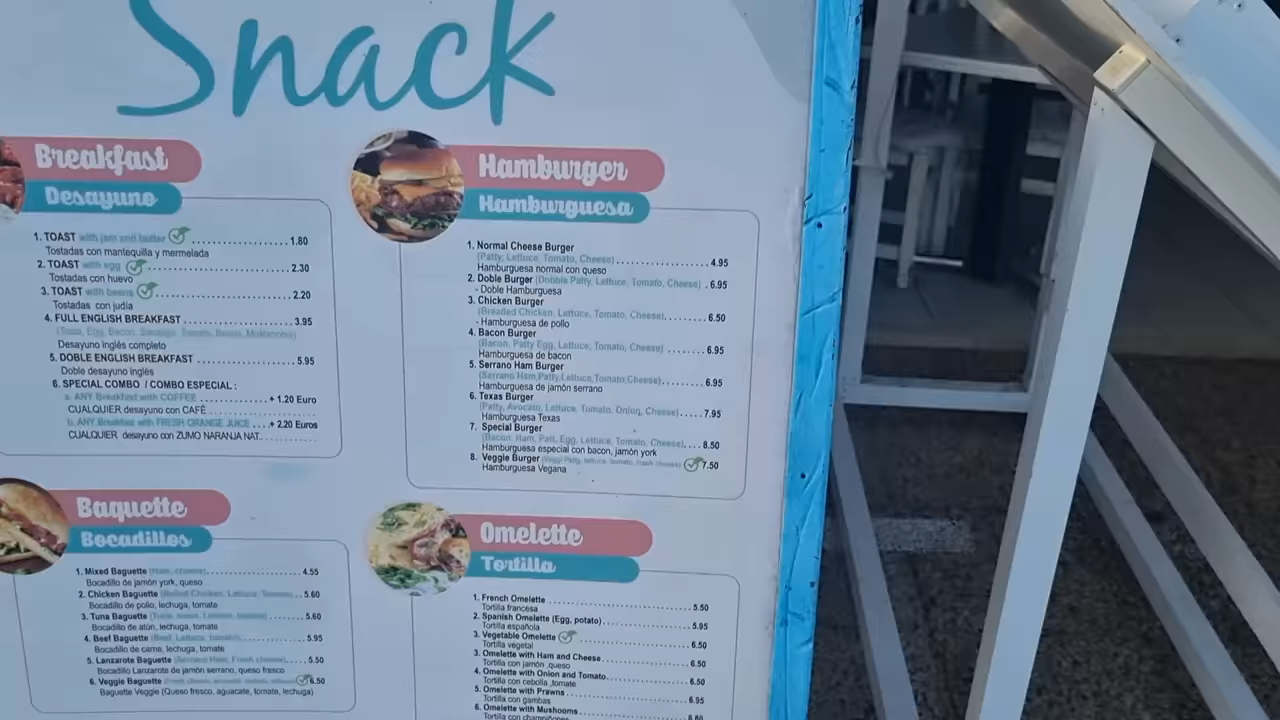 Snack
Breakfast
Desayuno
1. TOAST with jam and butter 1.80
Tostadas con mantequilla y mermelada
2. TOAST with egg 2.30
Tostadas con huevo
3. TOAST with beans 2.20
Tostadas con judia
4. FULL ENGLISH BREAKFAST 3.95
Desayuno inglés completo
5. DOBLE ENGLISH BREAKFAST 5.95
Doble desayuno inglés
6. SPECIAL COMBO / COMBO ESPECIAL :
a. ANY Breakfast with COFFEE + 1.20 Euro
CUALQUIER desayuno con CAFÉ
b. ANY Breakfast with FRESH ORANGE JUICE + 2.20 Euros
CUALQUIER desayuno con ZUMO NARANJA NAT..
Hamburger
Hamburguesa
1. Normal Cheese Burger
(Patty, Lettuce, Tomato, Cheese) 4.95
Hamburguesa normal con queso
2. Doble Burger (Dobble Patty, Lettuce, Tomato, Cheese) . 6.95
- Doble Hamburguesa
3. Chicken Burger
(Breaded Chicken, Lettuce, Tomato, Cheese) 6.50
- Hamburguesa de pollo
4. Bacon Burger
(Bacon, Patty Egg, Lettuce, Tomato, Cheese) 6.95
Hamburguesa de bacon
5. Serrano Ham Burger
(Serrano Ham,Patty,Lettuce,Tomato,Cheese) 6.95
Hamburguesa de jamón serrano
6. Texas Burger
(Patty, Avocato, Lettuce, Tomato, Onion, Cheese) 7.95
Hamburguesa Texas
7. Special Burger
(Bacon, Ham, Patt, Egg, Lettuce, Tomato, Cheese) 8.50
Hamburguesa especial con bacon, jamón york
8. Veggie Burger 7.50
Hamburguesa Vegana
Baguette
Bocadillos
1. Mixed Baguette (Ham, cheese) 4.55
Bocadillo de jamón york, queso
2. Chicken Baguette 5.60
Bocadillo de pollo, lechuga, tomate
3. Tuna Baguette 5.60
Bocadillo de atún, lechuga, tomate
4. Beef Baguette (Beef, Lettuce, tomato) 5.95
Bocadillo de carne, lechuga, tomate
5. Lanzarote Baguette (Serrano Ham, Fresh cheese) 5.50
Bocadillo Lanzarote de jamón serrano, queso fresco
6. Veggie Baguette 6.50
Baguette Veggie (Queso fresco, aguacate, tomate, lechuga)
Omelette
Tortilla
1. French Omelette 5.50
Tortilla francesa
2. Spanish Omelette (Egg, potato) 5.95
Tortilla española
3. Vegetable Omelette 6.50
Tortilla vegetal
3. Omelette with Ham and Cheese 6.50
Tortilla con jamón ,queso
4. Omelette with Onion and Tomato 6.50
Tortilla con cebolla ,tomate
5. Omelette with Prawns 6.95
Tortilla con gambas
6. Omelette with Mushooms
Tortilla con champiñones